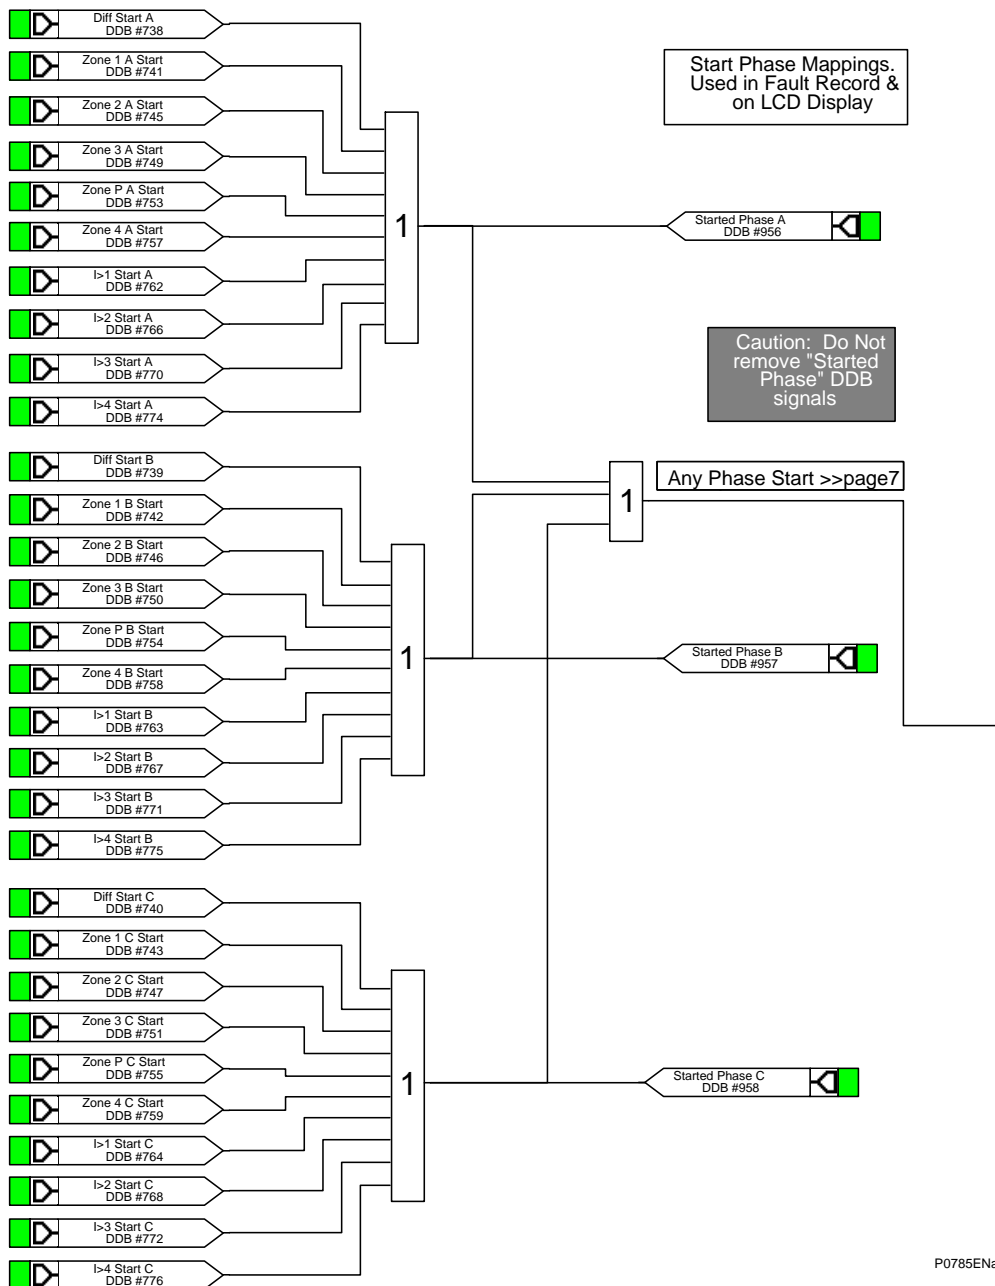 Diff Start A
DDB #738
Zone 1 A Start
DDB #741
Zone 2 A Start
DDB #745
Zone 3 A Start
DDB #749
Zone P A Start
DDB #753
Zone 4 A Start
DDB #757
I>1 Start A
DDB #762
I>2 Start A
DDB #766
I>3 Start A
DDB #770
I>4 Start A
DDB #774
1
Start Phase Mappings.
Used in Fault Record &
on LCD Display
Started Phase A
DDB #956
Caution: Do Not
remove "Started
Phase" DDB
signals
Diff Start B
DDB #739
Zone 1 B Start
DDB #742
Zone 2 B Start
DDB #746
Zone 3 B Start
DDB #750
Zone P B Start
DDB #754
Zone 4 B Start
DDB #758
I>1 Start B
DDB #763
I>2 Start B
DDB #767
I>3 Start B
DDB #771
I>4 Start B
DDB #775
1
1
Any Phase Start >>page7
Started Phase B
DDB #957
Diff Start C
DDB #740
Zone 1 C Start
DDB #743
Zone 2 C Start
DDB #747
Zone 3 C Start
DDB #751
Zone P C Start
DDB #755
Zone 4 C Start
DDB #759
I>1 Start C
DDB #764
I>2 Start C
DDB #768
I>3 Start C
DDB #772
I>4 Start C
DDB #776
1
Started Phase C
DDB #958
P0785ENa